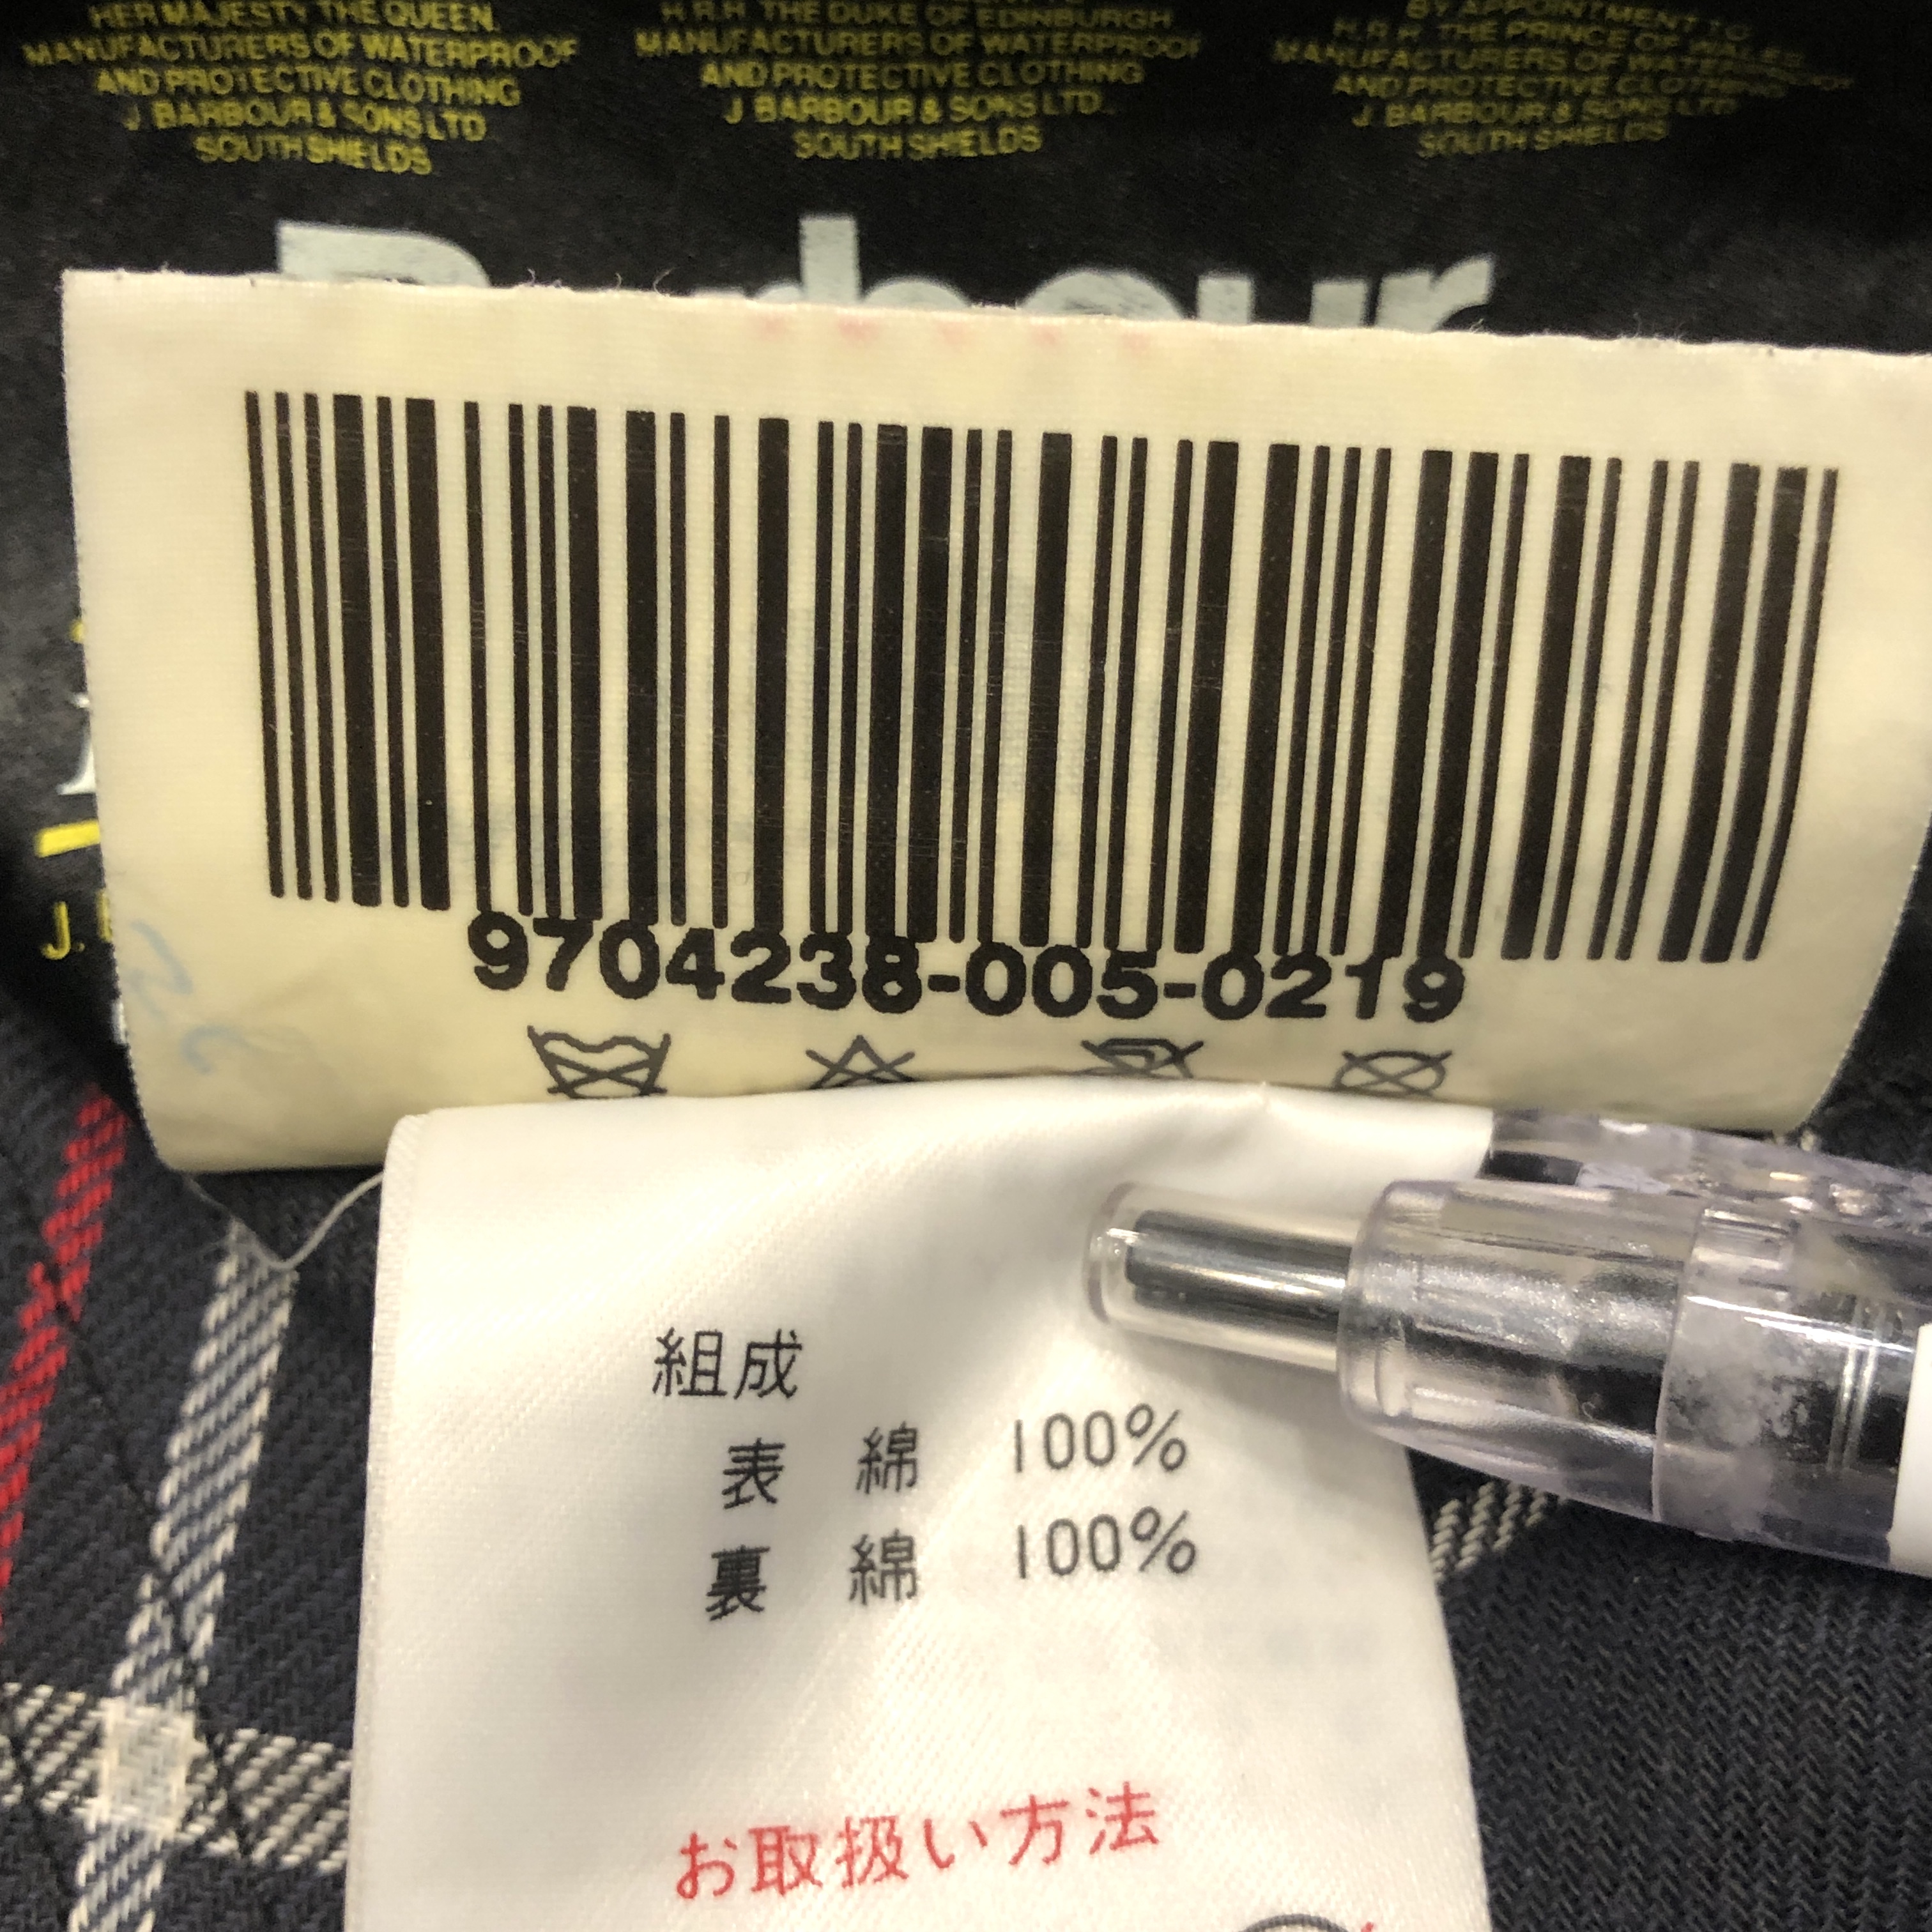 HER MAJESTY THE QUEEN
MANUFACTURERS OF WATERPROOF
AND PROTECTIVE CLOTHING
J BARBOUR & SONS LTD
SOUTH SHIELDS
H.R.H THE DUKE OF EDINBURGH
MANUFACTURERS OF WATERPROOF
AND PROTECTIVE CLOTHING
J BARBOUR & SONS LTD.
SOUTH SHIELDS
BY APPOINTMENT TO
H.R.H THE PRINCE OF WALES
MANUFACTURERS OF WATERPROOF
AND PROTECTIVE CLOTHING
J. BARBOUR & SONS LTD
SOUTH SHIELDS
Barbour
J.
9704238-005-0219
組成
表 綿 100%
裏 綿 100%
お取扱い方法